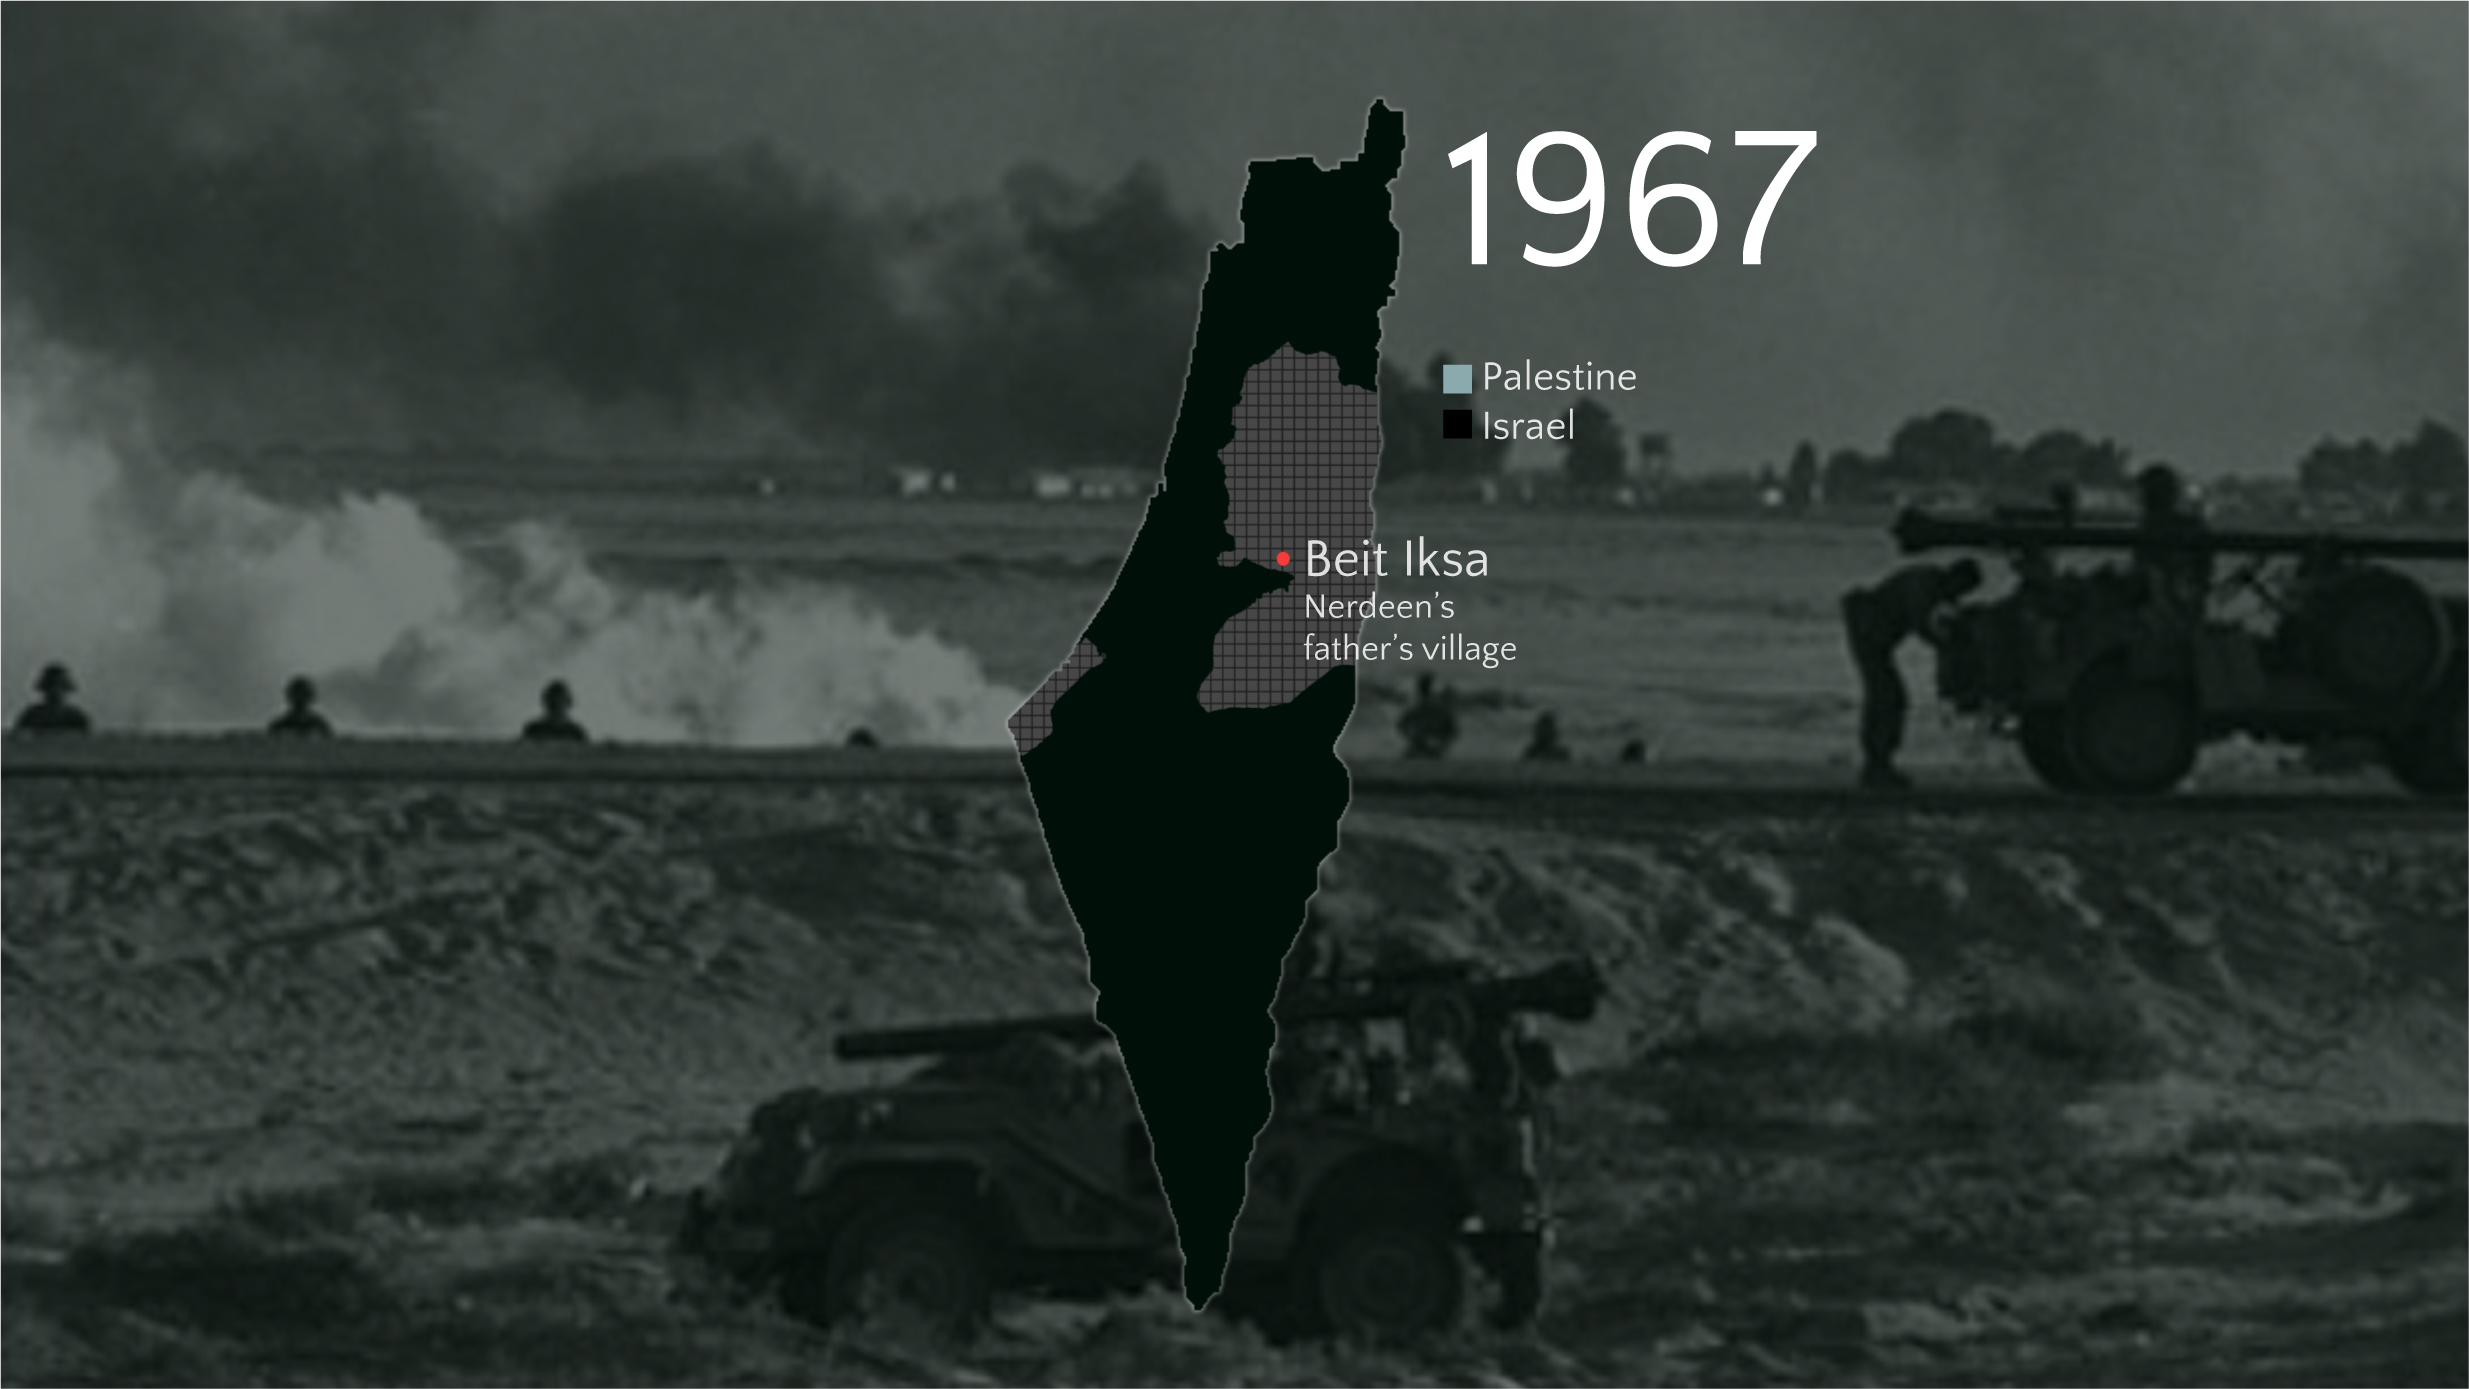 1967
Palestine
Israel
Beit Iksa
Nerdeen’s
father’s village